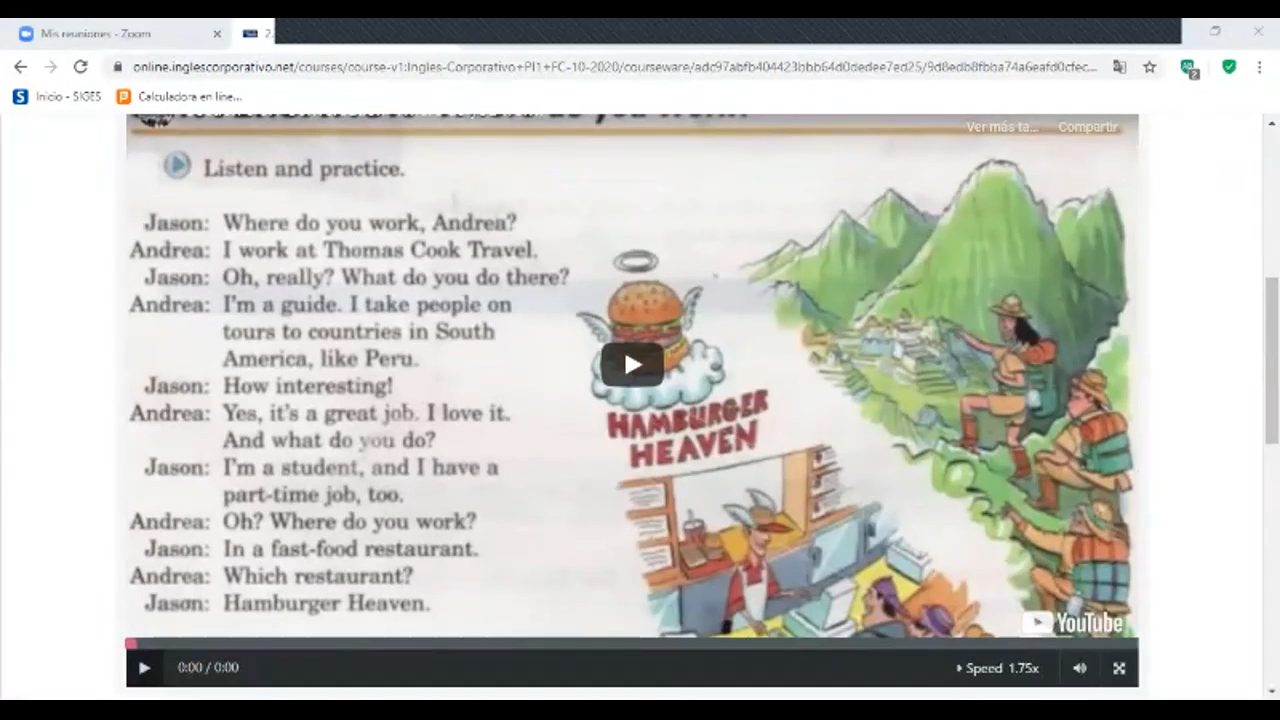 Mis reuniones - Zoom
2.
online.inglescorporativo.net/courses/course-v1:Ingles-Corporativo+PI1+FC-10-2020/courseware/adc97abfb404423bbb64d0dedee7ed25/9d8edb8fbba74a6eafd0cfec...
Inicio - SIGES
Calculadora en líne...
do you work?
Ver más ta...
Compartir
Listen and practice.
Jason: Where do you work, Andrea?
Andrea: I work at Thomas Cook Travel.
Jason: Oh, really? What do you do there?
Andrea: I'm a guide. I take people on
tours to countries in South
America, like Peru.
Jason: How interesting!
Andrea: Yes, it's a great job. I love it.
And what do you do?
Jason: I'm a student, and I have a
part-time job, too.
Andrea: Oh? Where do you work?
Jason: In a fast-food restaurant.
Andrea: Which restaurant?
Jason: Hamburger Heaven.
HAMBURGER
HEAVEN
YouTube
0:00 / 0:00
Speed 1.75x